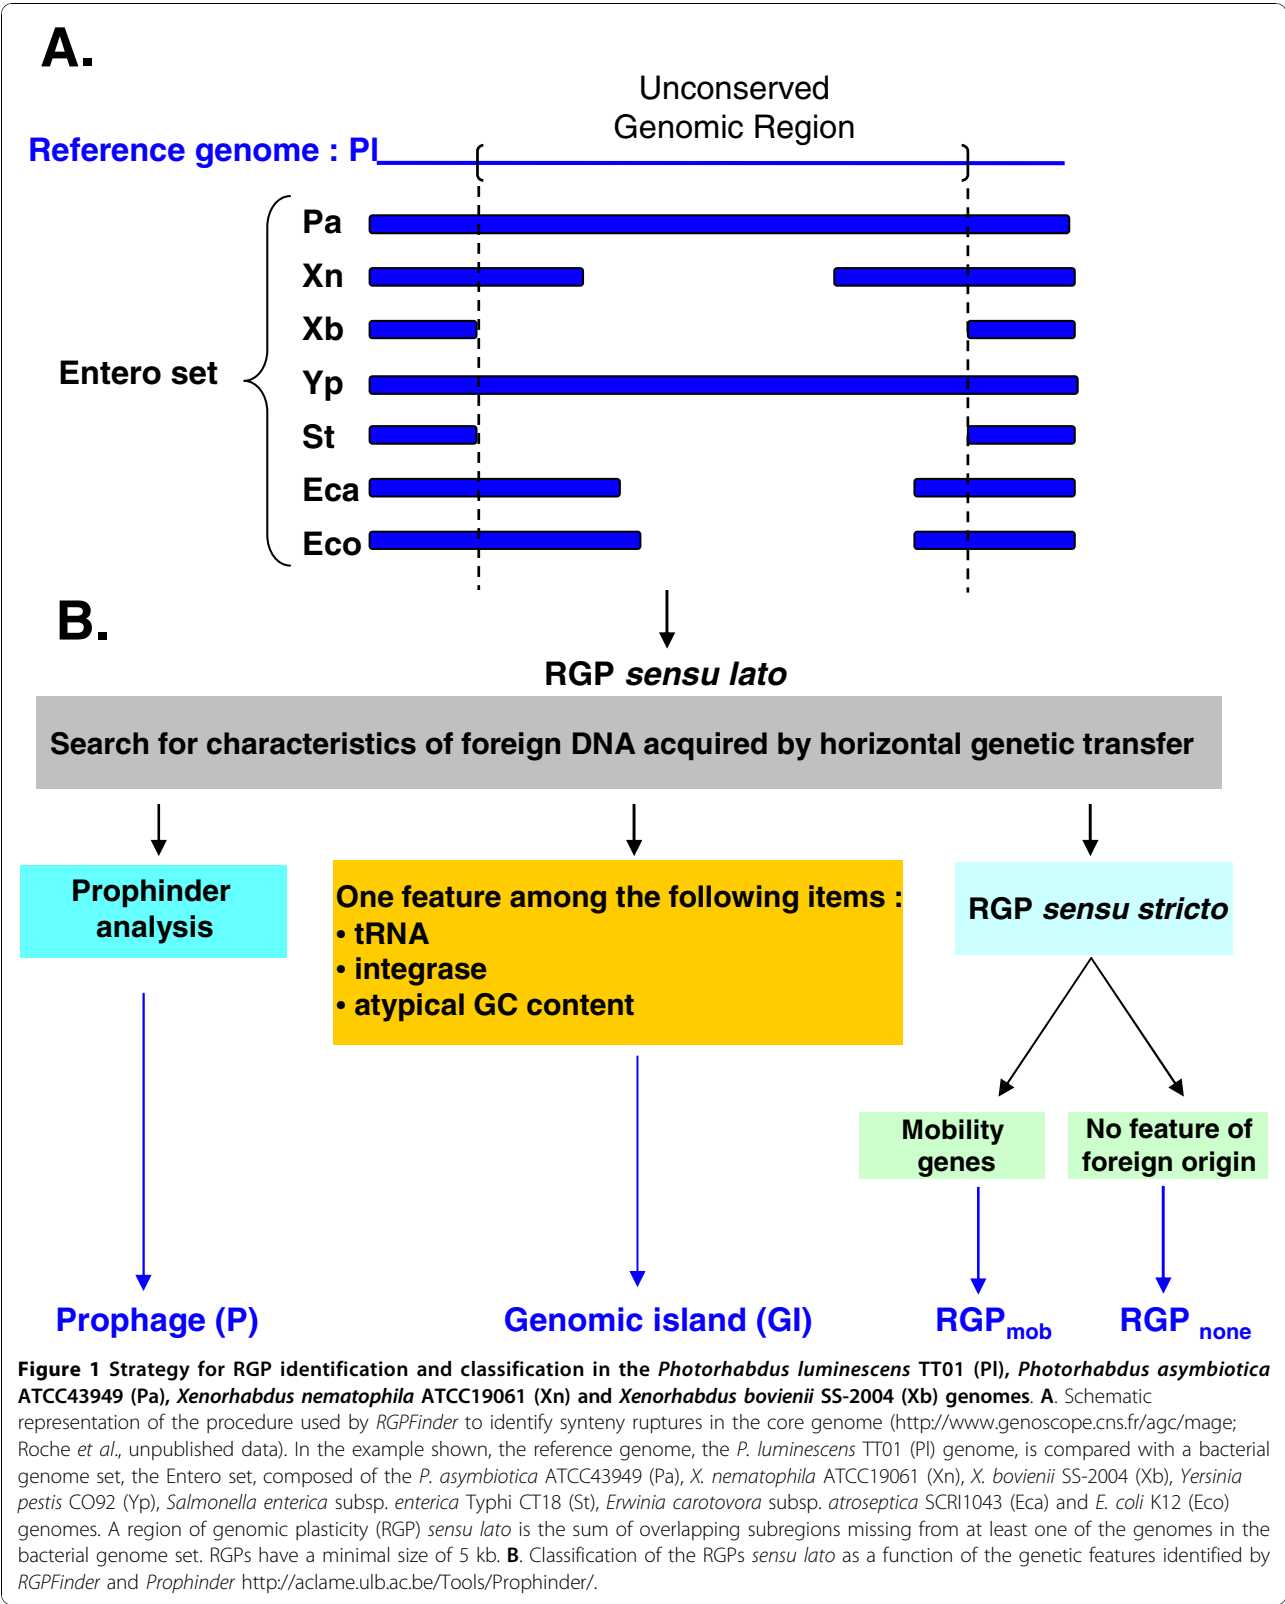 A.
Unconserved
Genomic Region
Reference genome : Pl
Entero set
Pa
Xn
Xb
Yp
St
Eca
Eco
B.
RGP sensu lato
Search for characteristics of foreign DNA acquired by horizontal genetic transfer
Prophinder
analysis
One feature among the following items :
• tRNA
• integrase
• atypical GC content
RGP sensu stricto
Mobility
genes
No feature of
foreign origin
Prophage (P)
Genomic island (GI)
RGPmob
RGP none
Figure 1 Strategy for RGP identification and classification in the Photorhabdus luminescens TT01 (Pl), Photorhabdus asymbiotica
ATCC43949 (Pa), Xenorhabdus nematophila ATCC19061 (Xn) and Xenorhabdus bovienii SS-2004 (Xb) genomes. A. Schematic
representation of the procedure used by RGPFinder to identify synteny ruptures in the core genome (http://www.genoscope.cns.fr/agc/mage;
Roche et al., unpublished data). In the example shown, the reference genome, the P. luminescens TT01 (Pl) genome, is compared with a bacterial
genome set, the Entero set, composed of the P. asymbiotica ATCC43949 (Pa), X. nematophila ATCC19061 (Xn), X. bovienii SS-2004 (Xb), Yersinia
pestis CO92 (Yp), Salmonella enterica subsp. enterica Typhi CT18 (St), Erwinia carotovora subsp. atroseptica SCRI1043 (Eca) and E. coli K12 (Eco)
genomes. A region of genomic plasticity (RGP) sensu lato is the sum of overlapping subregions missing from at least one of the genomes in the
bacterial genome set. RGPs have a minimal size of 5 kb. B. Classification of the RGPs sensu lato as a function of the genetic features identified by
RGPFinder and Prophinder http://aclame.ulb.ac.be/Tools/Prophinder/.